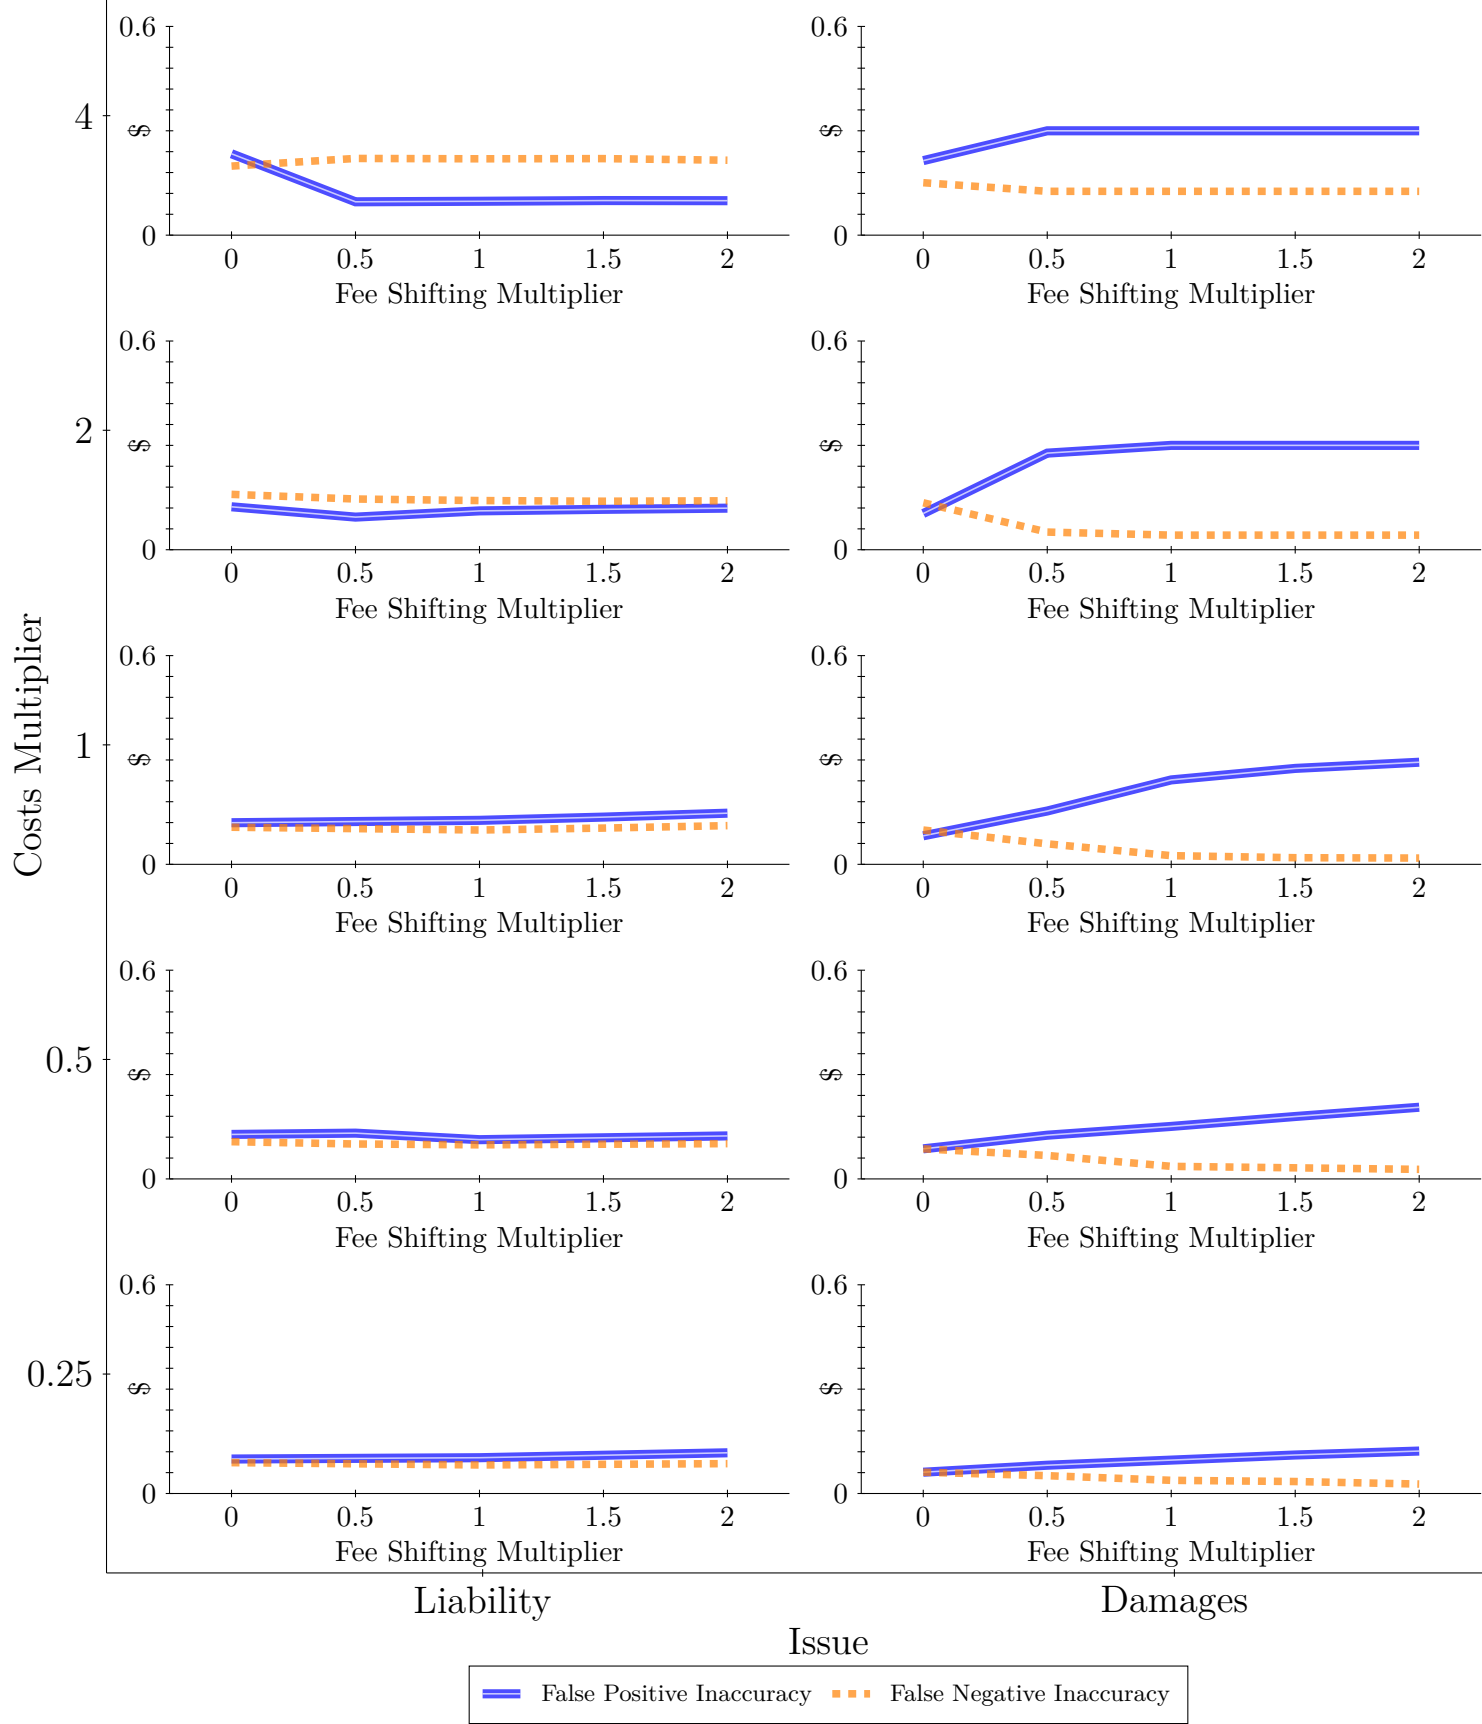 0.6 0.6
4 $ $
0 0
0 0.5 1 1.5 2 0 0.5 1 1.5 2
Fee Shifting Multiplier Fee Shifting Multiplier
0.6 0.6
2 $ $
0 0
0 0.5 1 1.5 2 0 0.5 1 1.5 2
Fee Shifting Multiplier Fee Shifting Multiplier
Costs Multiplier
0.6 0.6
1 $ $
0 0
0 0.5 1 1.5 2 0 0.5 1 1.5 2
Fee Shifting Multiplier Fee Shifting Multiplier
0.6 0.6
0.5 $ $
0 0
0 0.5 1 1.5 2 0 0.5 1 1.5 2
Fee Shifting Multiplier Fee Shifting Multiplier
0.6 0.6
0.25 $ $
0 0
0 0.5 1 1.5 2 0 0.5 1 1.5 2
Fee Shifting Multiplier Fee Shifting Multiplier
Liability Damages
Issue
False Positive Inaccuracy False Negative Inaccuracy